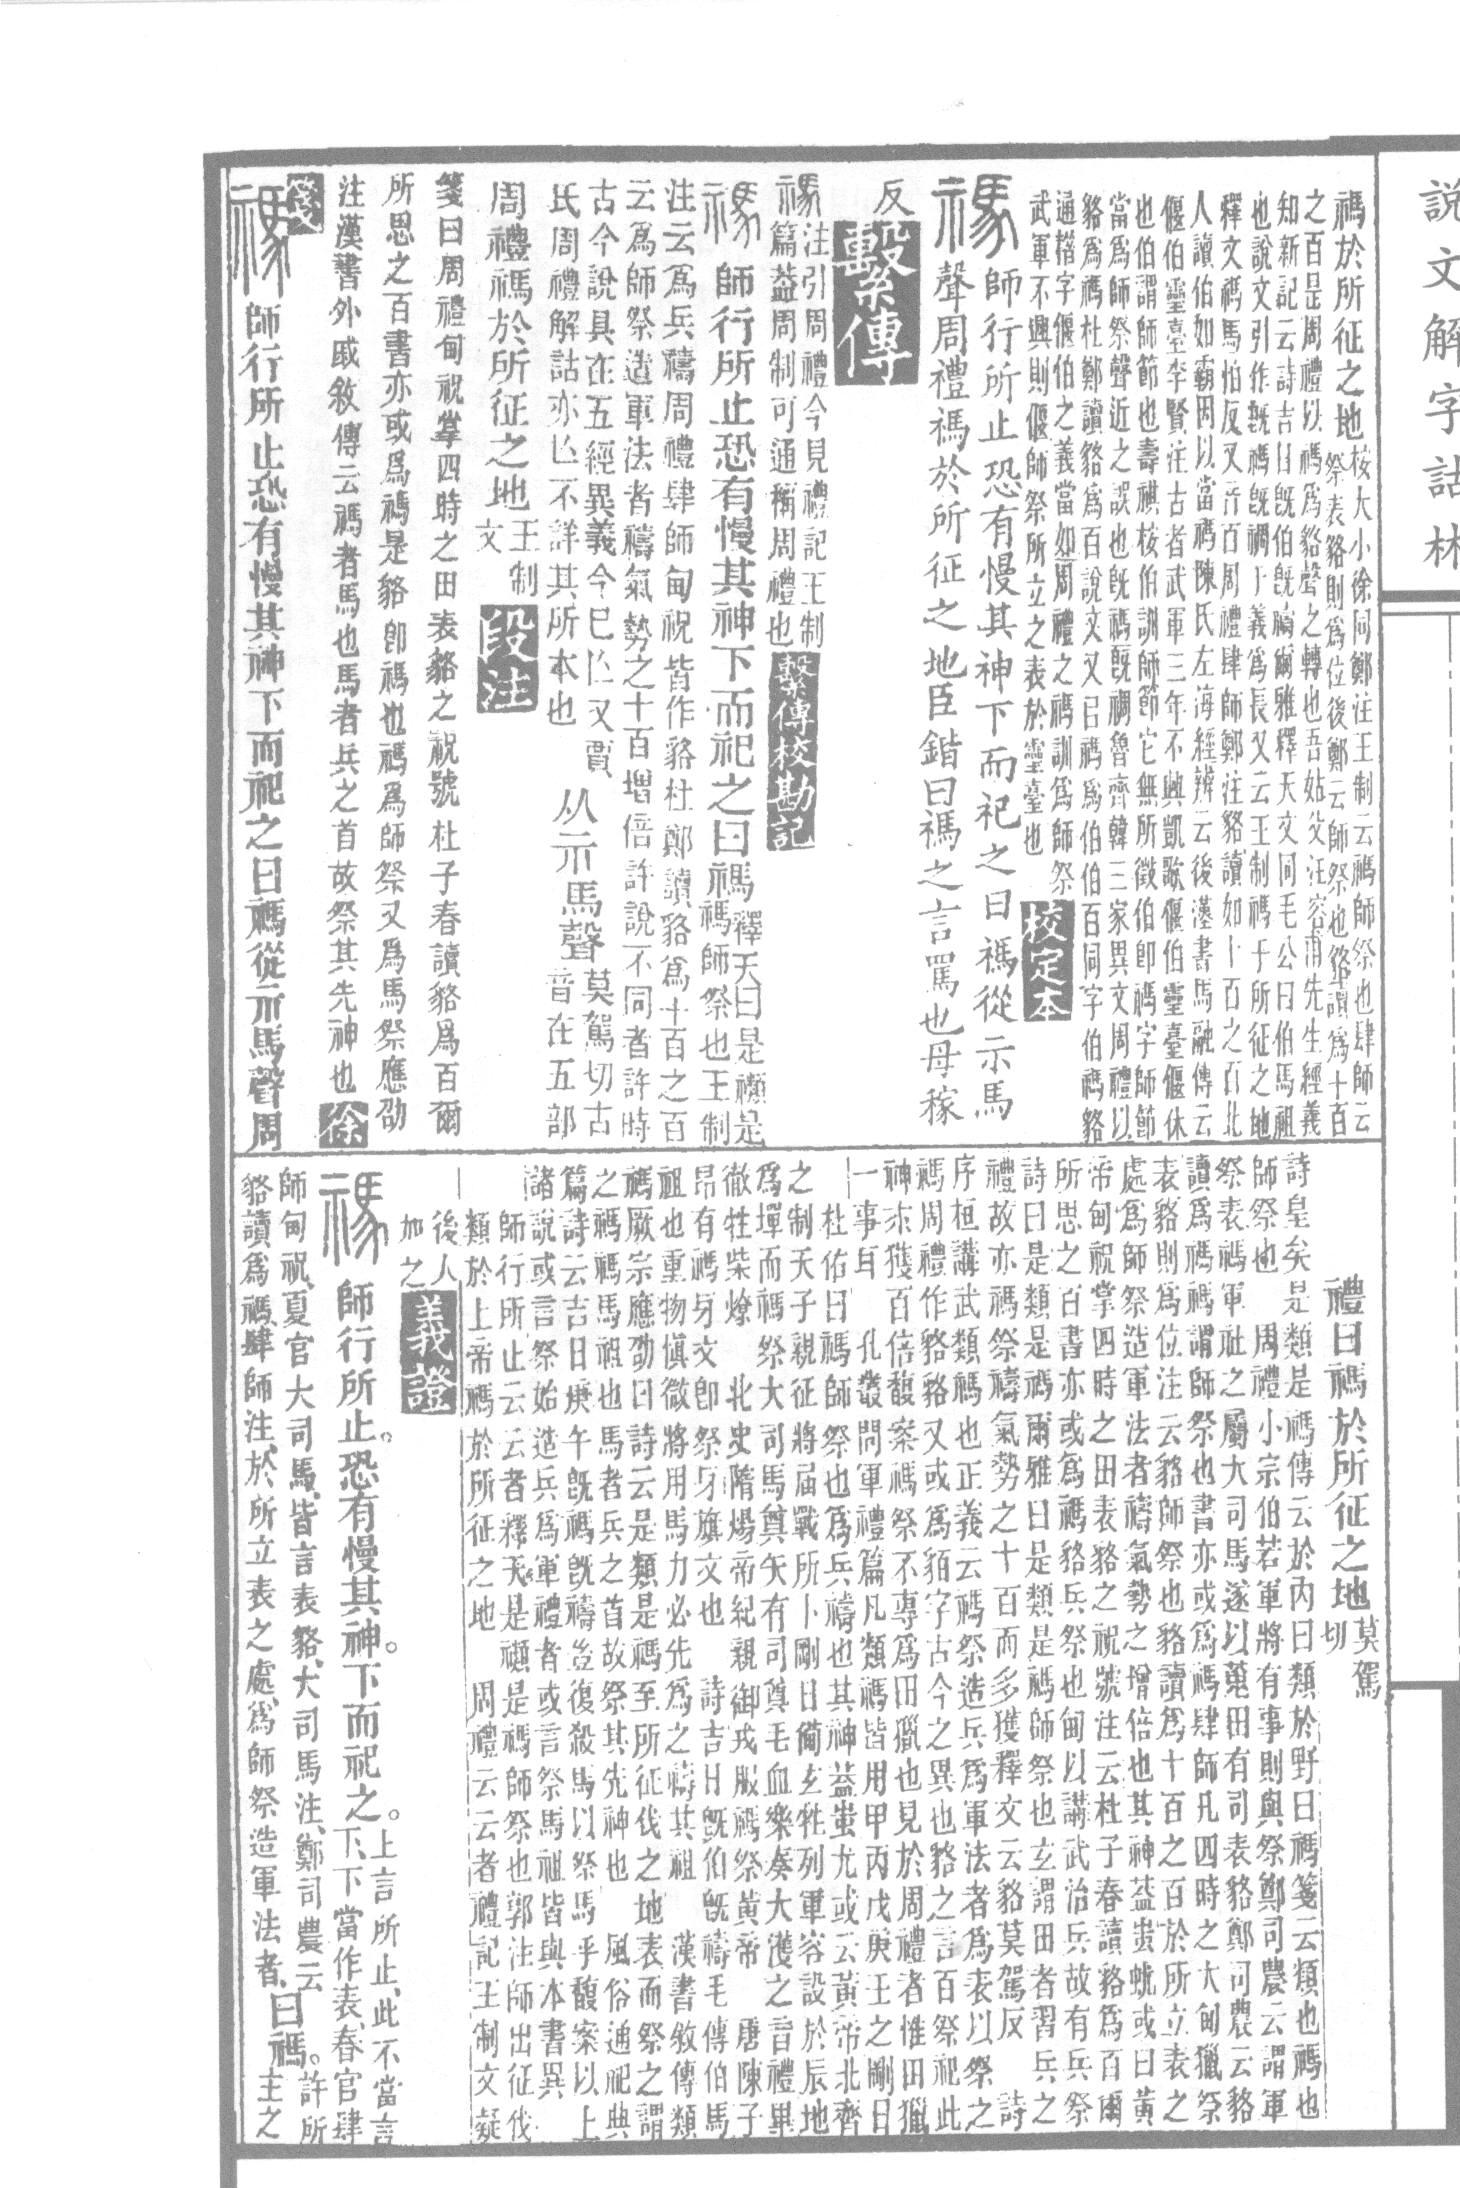 說文解字詁林
禡於所征之地
按大小徐同鄭注王制云禡師祭也肆師云
祭表貉則爲位後鄭云師祭也貉讀爲十百
之百是周禮以禡爲貉聲之轉也吾姑攷汪容甫先生經義
知新記云詩吉日既伯既禱爾雅釋天文同毛公曰伯馬祖
也說文引作既禡既禂義爲長又云王制禡于所征之地
釋文禡馬怕反又音百周禮肆師鄭注貉讀如十百之百北
人讀伯如霸因以當禡陳氏左海經辨云後漢書馬融傳云
偃伯靈臺李賢注古者武軍三年不興凱歌偃伯靈臺偃休
也伯謂師節也壽祺按伯訓師節它無所徵伯即禡字師節
當爲師祭聲近之誤也既禡既禂魯齊韓三家異文周禮以
貉爲禡杜鄭讀貉爲百說文又已禡爲伯伯百同字伯禡貉
通字偃伯之義當如周禮之禡訓爲師祭
武軍不興則偃師祭所立之表於靈臺也
校定本
禡師行所止恐有慢其神下而祀之曰禡從示馬
聲周禮禡於所征之地臣鍇曰禡之言罵也母稼
反
繫傳
禡注引周禮今見禮記王制
篇蓋周制可通稱周禮也
繫傳校勘記
禡師行所止恐有慢其神下而祀之曰禡
釋天曰是禷是
禡師祭也王制
注云爲兵禱周禮肆師甸祝皆作貉杜鄭讀貉爲十百之百
云爲師祭造軍法者禱氣勢之十百增倍許說不同者許時
古今說具在五經異義今已亾又賈
氏周禮解詁亦亾不詳其所本也
从示馬聲
莫駕切古
音在五部
周禮禡於所征之地
王制
文
段注
箋曰周禮甸祝掌四時之田表貉之祝號杜子春讀貉爲百爾
所思之百書亦或爲禡是貉卽禡也禡爲師祭又爲馬祭應劭
注漢書外戚敘傳云禡者馬也馬者兵之首故祭其先神也
徐
箋
禡師行所止恐有慢其神下而祀之曰禡從示馬聲周
禮曰禡於所征之地
莫駕
切
詩皇矣是類是禡傳云於內曰類於野曰禡箋云類也禡也
師祭也　周禮小宗伯若軍將有事則與祭鄭司農云謂軍
祭表禡軍社之屬大司馬遂以蒐田有司表貉鄭司農云貉
讀爲禡禡謂師祭也書亦或爲禡肆師凡四時之大甸獵祭
表貉則爲位注云貉師祭也貉讀爲十百之百於所立表之
處爲師祭造軍法者禱氣勢之增倍也其神蓋蚩蚘或曰黃
帝甸祝掌四時之田表貉之祝號注云杜子春讀貉爲百爾
所思之百書亦或爲禡貉兵祭也甸以講武治兵故有兵祭
詩曰是類是禡爾雅曰是類是禡師祭也玄謂田者習兵之
禮故亦禡祭禱氣勢之十百而多獲釋文云貉莫駕反　詩
序桓講武類禡也正義云禡祭造兵爲軍法者爲表以祭之
禡周禮作貉貉又或爲貊字古今之異也貉之言百祭祀此
神求獲百倍馥案禡祭不專爲田獵也見於周禮者惟田獵
一事耳　孔叢問軍禮篇凡類禡皆用甲丙戊庚壬之剛日
杜佑曰禡師祭也爲兵禱也其神蓋蚩尤或云黃帝北齊
之制天子親征將屆戰所卜剛日備玄牲列軍容設於辰地
爲墠而禡祭大司馬奠矢有司奠毛血樂奏大濩之音禮畢
徹牲柴燎　北史隋煬帝紀親御戎服禡祭黃帝　唐陳子
昂有禡牙文卽祭牙旗文也　詩吉日既伯既禱毛傳伯馬
祖也重物愼微將用馬力必先爲之禱其祖　漢書敘傳類
禡厥宗應劭曰詩云是類是禡至所征伐之地表而祭之謂
之禡禡馬祖也馬者兵之首故祭其先神也　風俗通祀典
篇詩云吉日庚午既禡既禱豈復殺馬以祭馬乎馥案以上
諸說或言祭始造兵爲軍禮者或言祭馬祖皆與本書異
師行所止云云者釋天是禷是禡師祭也郭注師出征伐
類於上帝禡於所征之地　周禮云云者禮記王制文疑
後人
加之
義證
禡師行所止。恐有慢其神。下而祀之。
上言所止、此不當言
下、下當作表、春官肆
師甸祝、夏官大司馬、皆言表貉、大司馬注、鄭司農云
貉讀爲禡、肆師注、於所立表之處、爲師祭造軍法者、
曰禡。
許所
主之